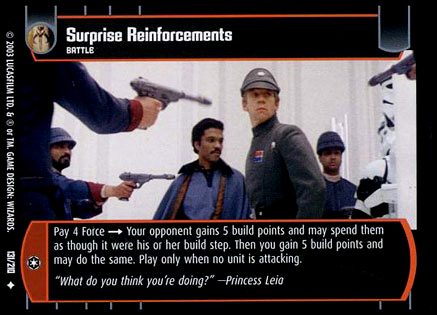 Surprise Reinforcements
BATTLE
Pay 4 Force → Your opponent gains 5 build points and may spend them
as though it were his or her build step. Then you gain 5 build points and
may do the same. Play only when no unit is attacking.
"What do you think you're doing?" —Princess Leia
© 2003 LUCASFILM LTD. & ® or TM. GAME DESIGN: WIZARDS.